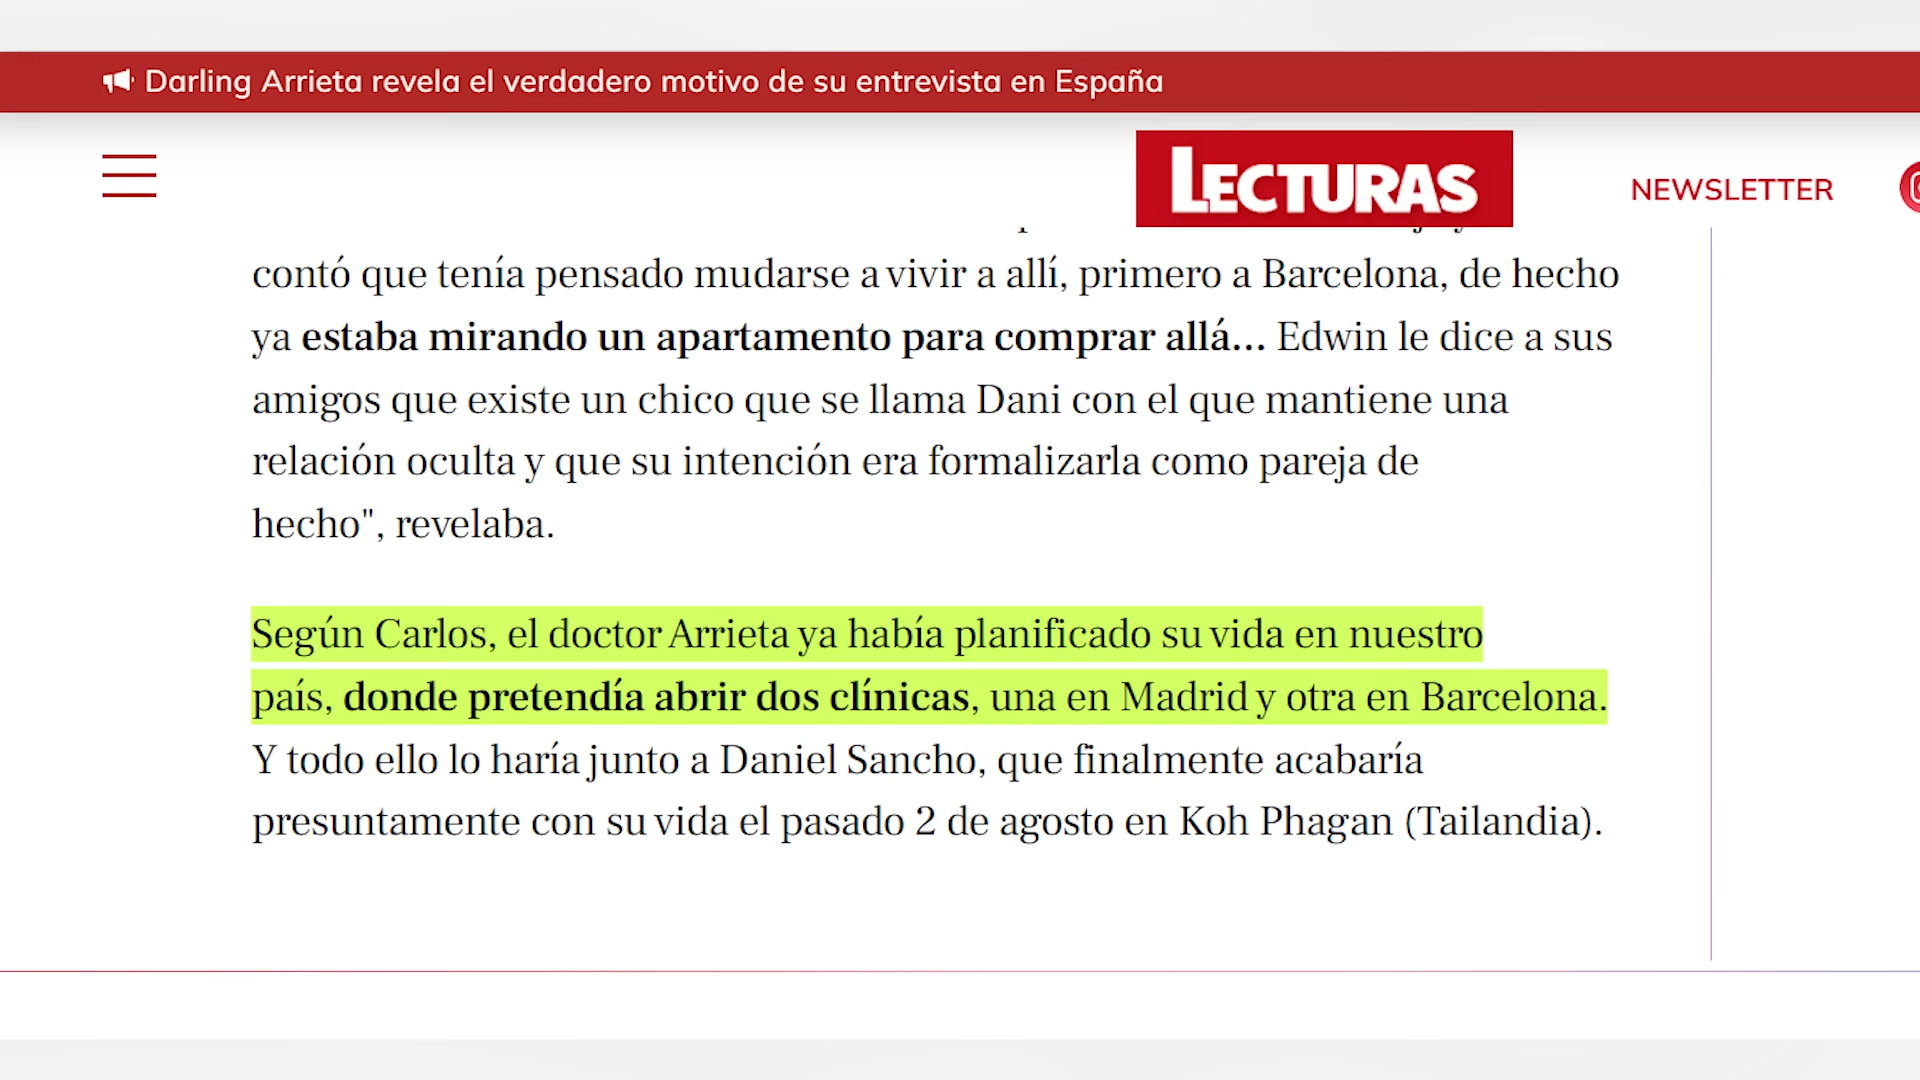 Darling Arrieta revela el verdadero motivo de su entrevista en España
LECTURAS
NEWSLETTER
contó que tenía pensado mudarse a vivir a allí, primero a Barcelona, de hecho
ya estaba mirando un apartamento para comprar allá... Edwin le dice a sus
amigos que existe un chico que se llama Dani con el que mantiene una
relación oculta y que su intención era formalizarla como pareja de
hecho", revelaba.
Según Carlos, el doctor Arrieta ya había planificado su vida en nuestro
país, donde pretendía abrir dos clínicas, una en Madrid y otra en Barcelona.
Y todo ello lo haría junto a Daniel Sancho, que finalmente acabaría
presuntamente con su vida el pasado 2 de agosto en Koh Phagan (Tailandia).